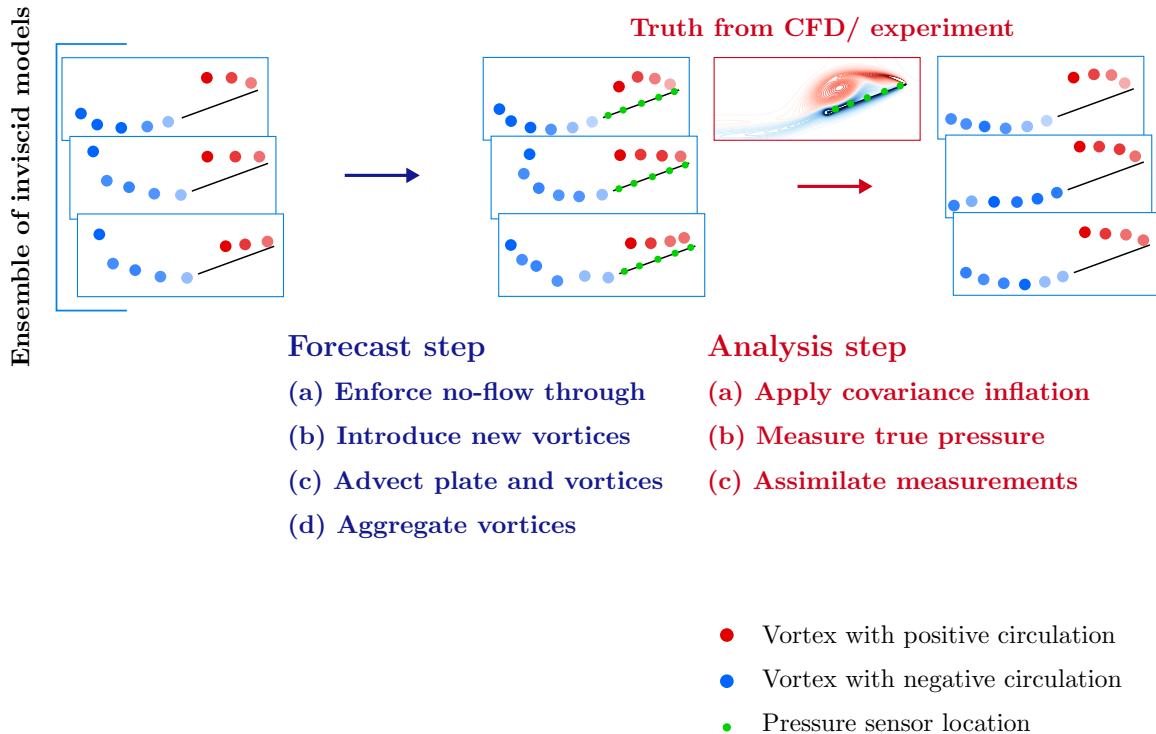 Truth from CFD/ experiment
Ensemble of inviscid models
Forecast step
(a) Enforce no-flow through
(b) Introduce new vortices
(c) Advect plate and vortices
(d) Aggregate vortices
Analysis step
(a) Apply covariance inflation
(b) Measure true pressure
(c) Assimilate measurements
Vortex with positive circulation
Vortex with negative circulation
Pressure sensor location